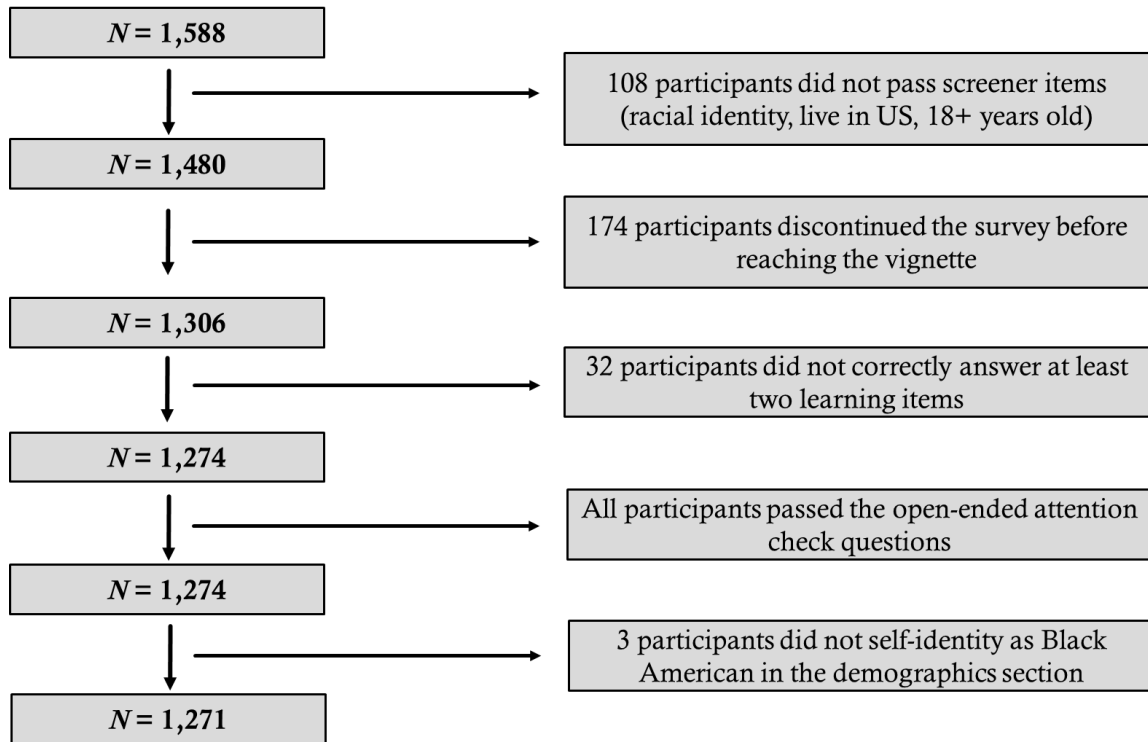 N = 1,588
108 participants did not pass screener items
(racial identity, live in US, 18+ years old)
N = 1,480
174 participants discontinued the survey before
reaching the vignette
N = 1,306
32 participants did not correctly answer at least
two learning items
N = 1,274
All participants passed the open-ended attention
check questions
N = 1,274
3 participants did not self-identity as Black
American in the demographics section
N = 1,271